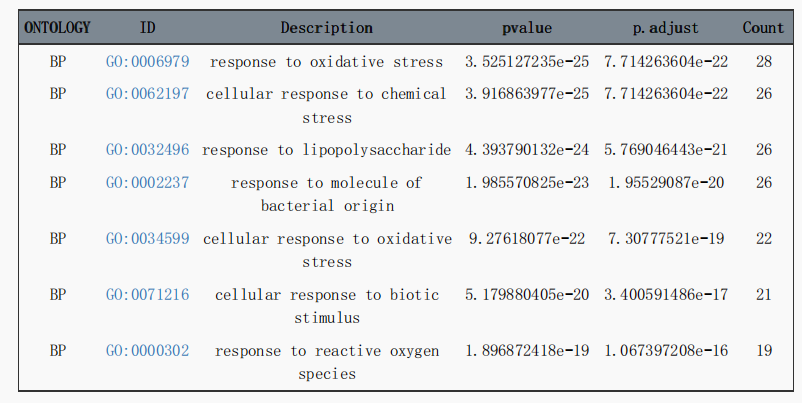 ONTOLOGY ID Description pvalue p.adjust Count
BP GO:0006979 response to oxidative stress 3.525127235e-25 7.714263604e-22 28
BP GO:0062197 cellular response to chemical 3.916863977e-25 7.714263604e-22 26
stress
BP GO:0032496 response to lipopolysaccharide 4.393790132e-24 5.769046443e-21 26
BP GO:0002237 response to molecule of 1.985570825e-23 1.95529087e-20 26
bacterial origin
BP GO:0034599 cellular response to oxidative 9.27618077e-22 7.30777521e-19 22
stress
BP GO:0071216 cellular response to biotic 5.179880405e-20 3.400591486e-17 21
stimulus
BP GO:0000302 response to reactive oxygen 1.896872418e-19 1.067397208e-16 19
species